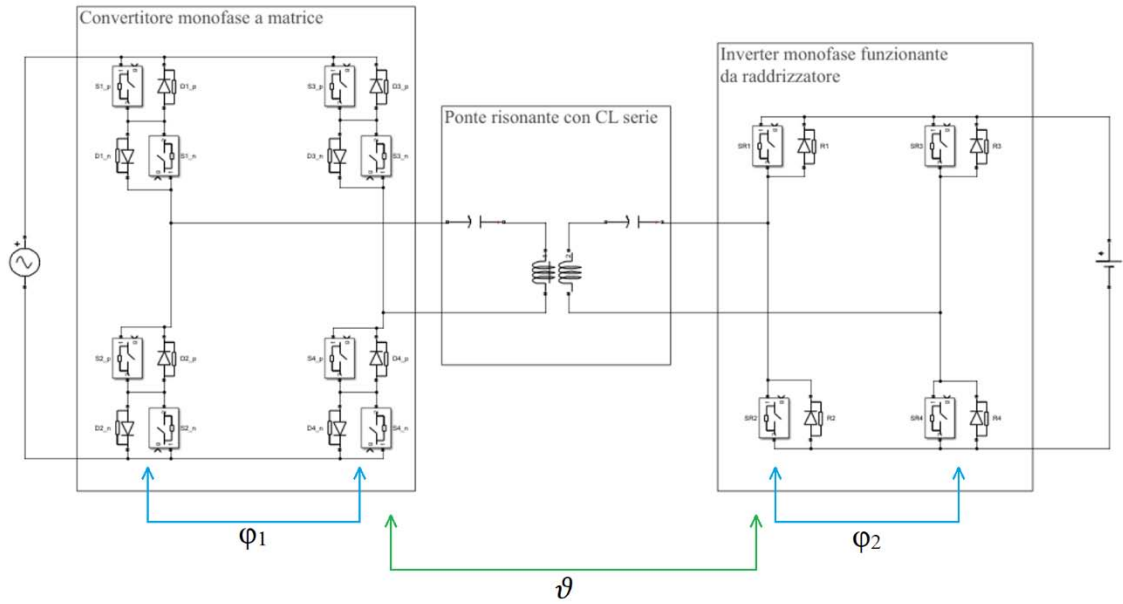 Convertitore monofase a matrice
Inverter monofase funzionante
da raddrizzatore
Ponte risonante con CL serie
S1_p
D1_p
S3_p
D3_p
D1_n
S1_n
D3_n
S3_n
SR1
R1
SR3
R3
S2_p
D2_p
S4_p
D4_p
D2_n
S2_n
D4_n
S4_n
SR2
R2
SR4
R4
φ1
φ2
ϑ